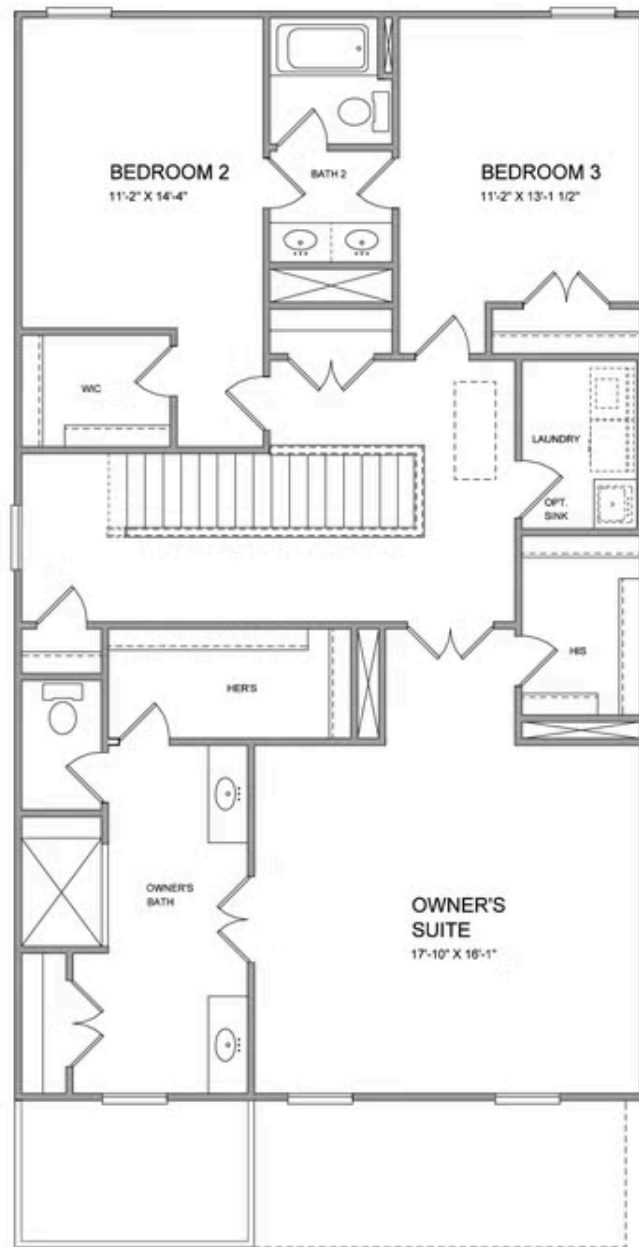 BEDROOM 2
11'-2" X 14'-4"
BATH 2
BEDROOM 3
11'-2" X 13'-1 1/2"
WIC
LAUNDRY
OPT.
SINK
HIS
HER'S
OWNER'S
BATH
OWNER'S
SUITE
17'-10" X 16'-1"